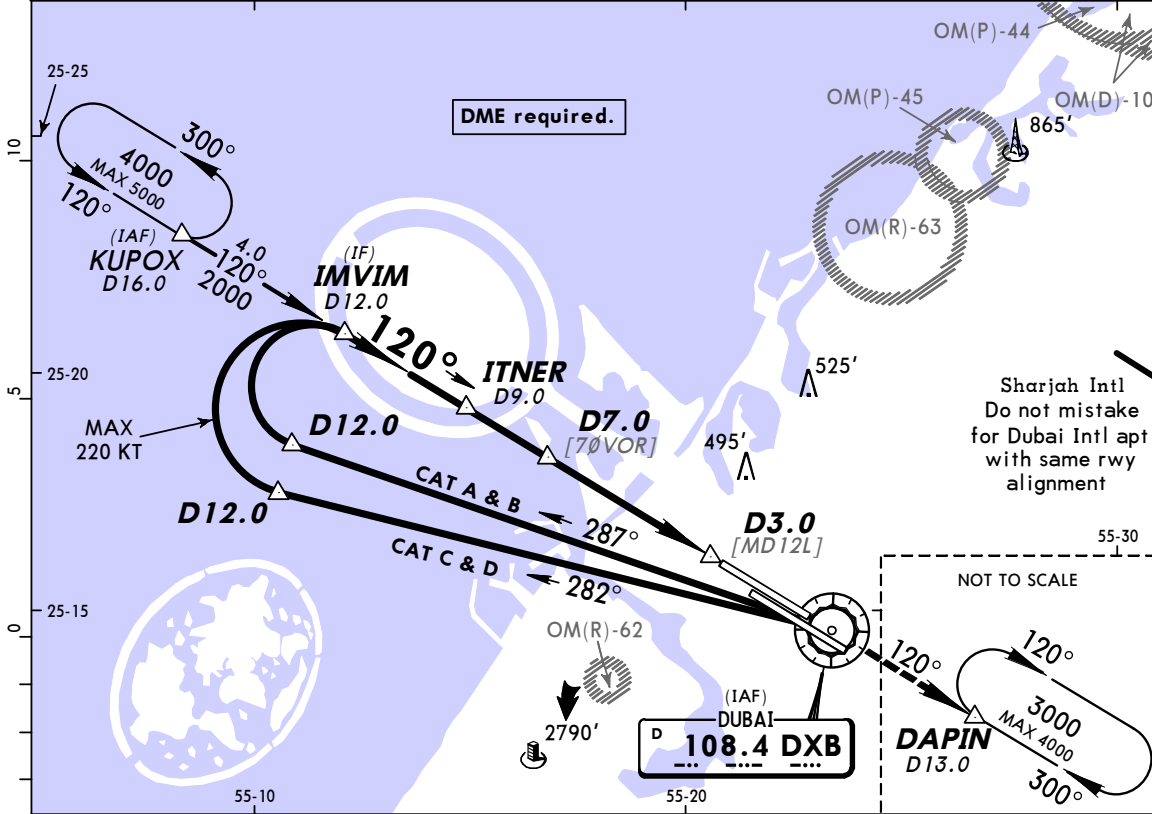 OM(P)-44
25-25
DME required.
OM(P)-45
OM(D)-10
865'
10
300°
4000
MAX 5000
120°
(IAF)
KUPOX
D16.0
4.0
120°
2000
(IF)
IMVIM
D12.0
OM(R)-63
120°
25-20
ITNER
D9.0
5
525'
MAX
220 KT
D12.0
D7.0
[7ØVOR]
495'
Sharjah Intl
Do not mistake
for Dubai Intl apt
with same rwy
alignment
CAT A & B
287°
D12.0
D3.0
[MD12L]
CAT C & D
282°
55-30
NOT TO SCALE
25-15
0
OM(R)-62
120°
120°
3000
MAX 4000
300°
(IAF)
DUBAI
D 108.4 DXB
2790'
DAPIN
D13.0
55-10
55-20